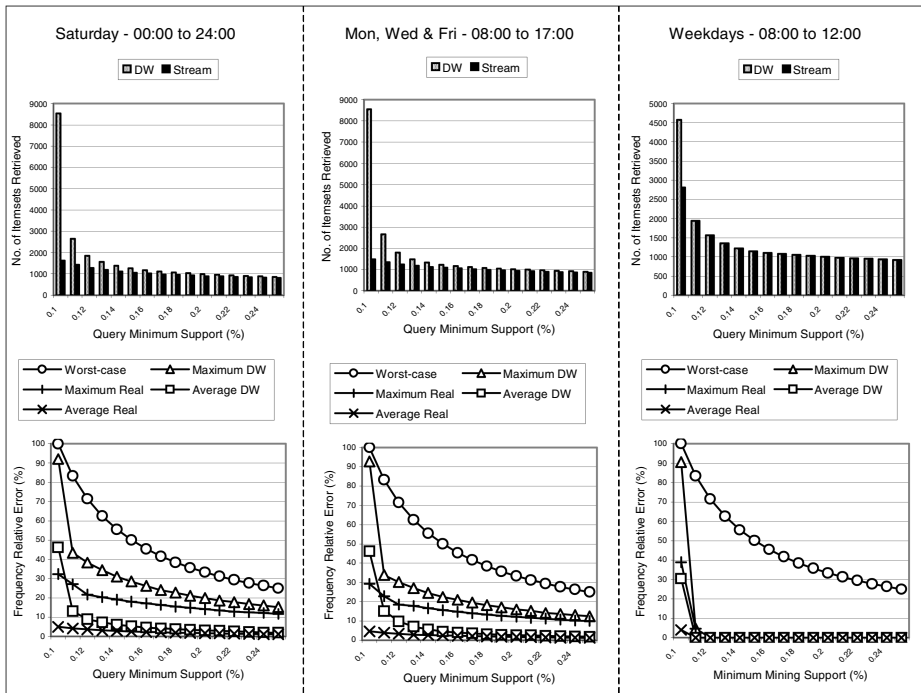 Saturday - 00:00 to 24:00
DW Stream
No. of Itemsets Retrieved
9000
8000
7000
6000
5000
4000
3000
2000
1000
0
0.1 0.12 0.14 0.16 0.18 0.2 0.22 0.24
Query Minimum Support (%)
Worst-case Maximum DW
Maximum Real Average DW
Average Real
Frequency Relative Error (%)
100
90
80
70
60
50
40
30
20
10
0
0.1 0.12 0.14 0.16 0.18 0.2 0.22 0.24
Query Minimum Support (%)
Mon, Wed & Fri - 08:00 to 17:00
DW Stream
No. of Itemsets Retrieved
9000
8000
7000
6000
5000
4000
3000
2000
1000
0
0.1 0.12 0.14 0.16 0.18 0.2 0.22 0.24
Query Minimum Support (%)
Worst-case Maximum DW
Maximum Real Average DW
Average Real
Frequency Relative Error (%)
100
90
80
70
60
50
40
30
20
10
0
0.1 0.12 0.14 0.16 0.18 0.2 0.22 0.24
Query Minimum Support (%)
Weekdays - 08:00 to 12:00
DW Stream
No. of Itemsets Retrieved
5000
4500
4000
3500
3000
2500
2000
1500
1000
500
0
0.1 0.12 0.14 0.16 0.18 0.2 0.22 0.24
Query Minimum Support (%)
Worst-case Maximum DW
Maximum Real Average DW
Average Real
Frequency Relative Error (%)
100
90
80
70
60
50
40
30
20
10
0
0.1 0.12 0.14 0.16 0.18 0.2 0.22 0.24
Minimum Mining Support (%)